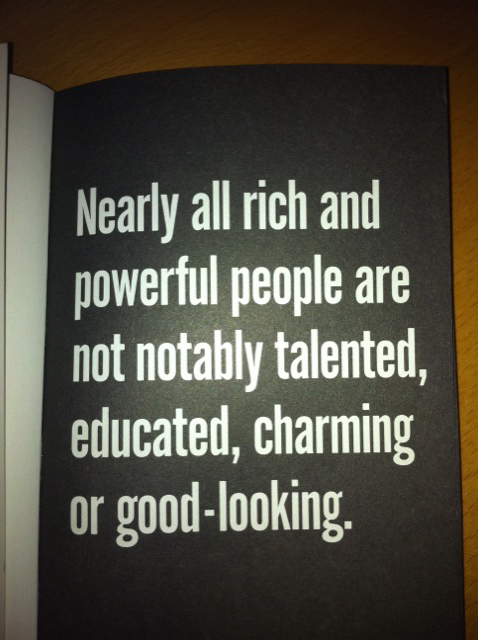 Nearly all rich and
powerful people are
not notably talented,
educated, charming
or good-looking.